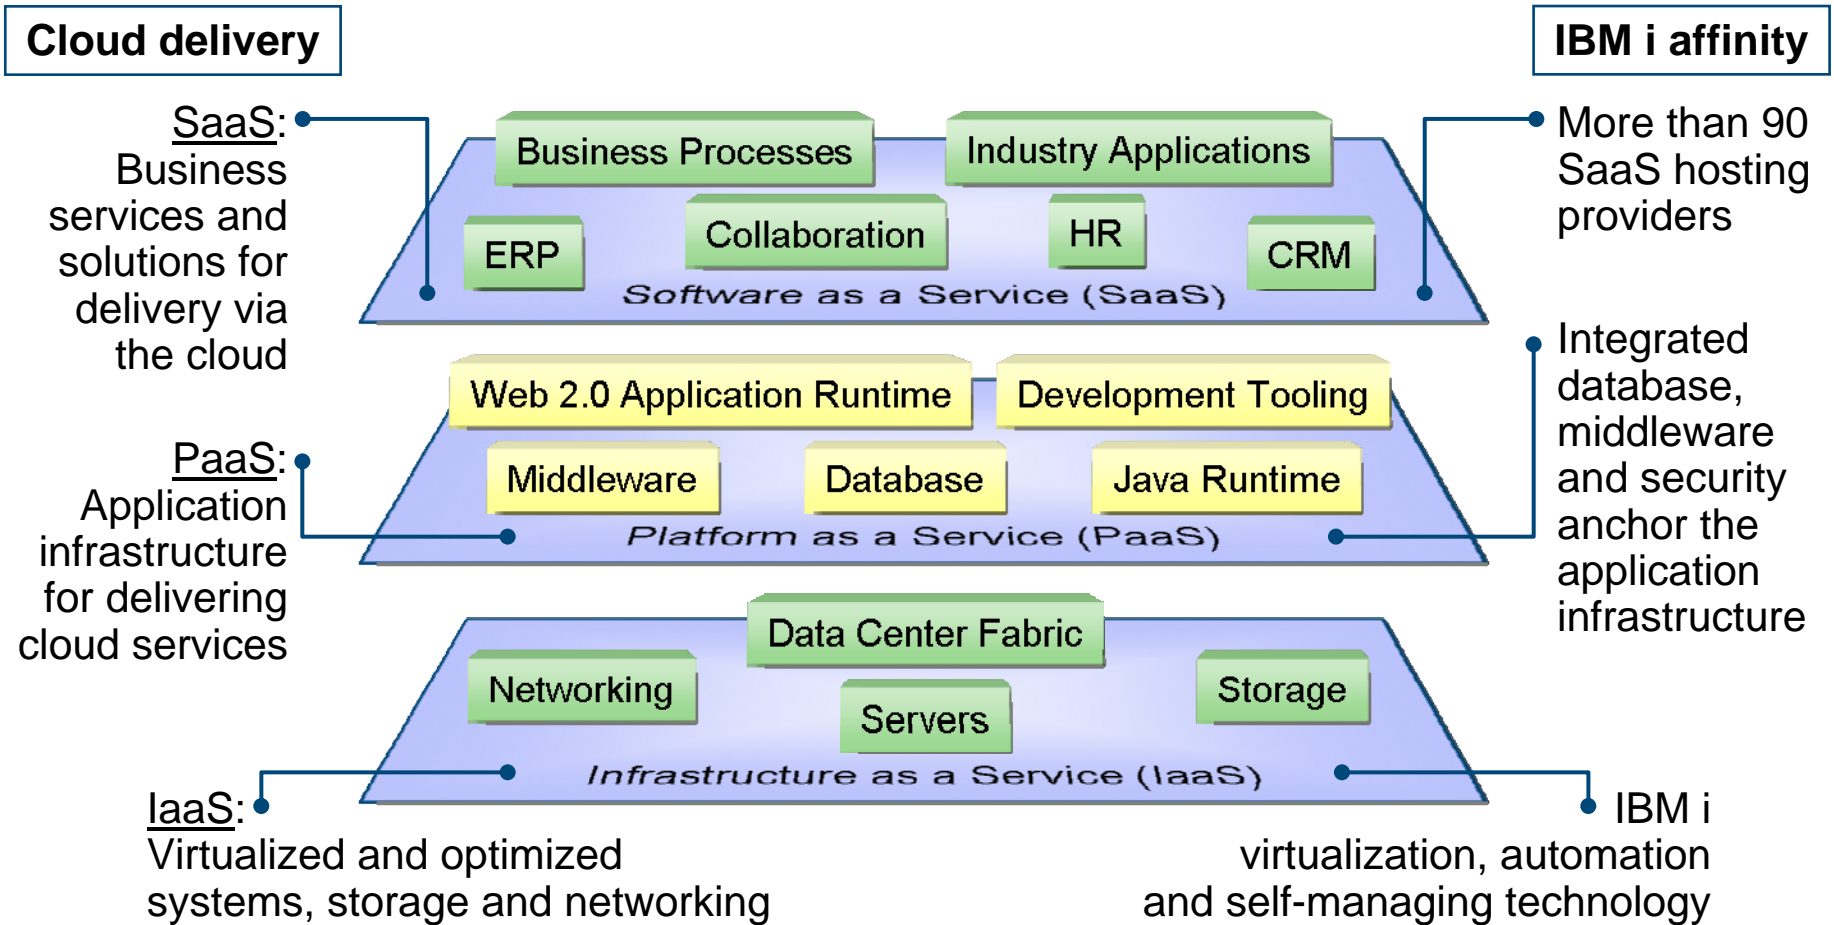 Cloud delivery
IBM i affinity
SaaS:
Business
services and
solutions for
delivery via
the cloud
Business Processes
Industry Applications
ERP
Collaboration
HR
CRM
Software as a Service (SaaS)
More than 90
SaaS hosting
providers
PaaS:
Application
infrastructure
for delivering
cloud services
Web 2.0 Application Runtime
Development Tooling
Middleware
Database
Java Runtime
Platform as a Service (PaaS)
Integrated
database,
middleware
and security
anchor the
application
infrastructure
Data Center Fabric
Networking
Servers
Storage
Infrastructure as a Service (IaaS)
IaaS:
Virtualized and optimized
systems, storage and networking
IBM i
virtualization, automation
and self-managing technology